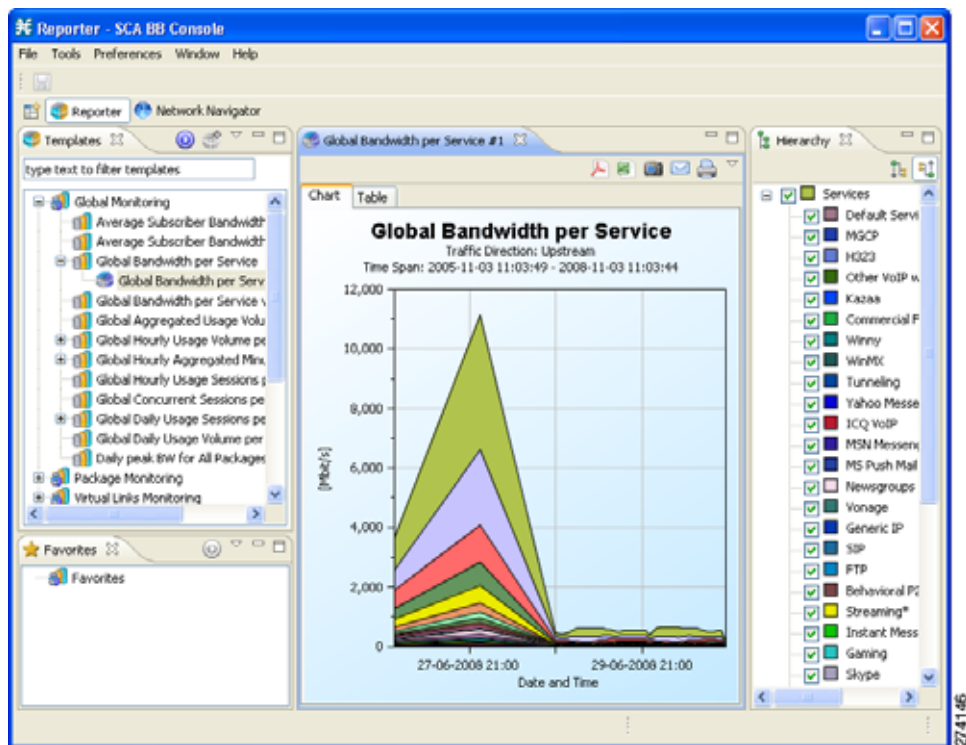 Reporter - SCA BB Console
File Tools Preferences Window Help
Reporter Network Navigator
Templates
type text to filter templates
Global Monitoring
Average Subscriber Bandwidth
Average Subscriber Bandwidth
Global Bandwidth per Service
Global Bandwidth per Serv
Global Bandwidth per Service v
Global Aggregated Usage Volu
Global Hourly Usage Volume pe
Global Hourly Aggregated Minu
Global Hourly Usage Sessions p
Global Concurrent Sessions pe
Global Daily Usage Sessions pe
Global Daily Usage Volume per
Daily peak BW for All Packages
Package Monitoring
Virtual Links Monitoring
Favorites
Favorites
Global Bandwidth per Service #1
Chart Table
Global Bandwidth per Service
Traffic Direction: Upstream
Time Span: 2005-11-03 11:03:49 - 2008-11-03 11:03:44
12,000
10,000
8,000
6,000
4,000
2,000
0
[Mbit/s]
27-06-2008 21:00 29-06-2008 21:00
Date and Time
Hierarchy
Services
Default Servi
MGCP
H323
Other VoIP w
Kazaa
Commercial F
Winny
WinMX
Tunneling
Yahoo Messe
ICQ VoIP
MSN Messeng
MS Push Mail
Newsgroups
Vonage
Generic IP
SIP
FTP
Behavioral P2
Streaming*
Instant Mess
Gaming
Skype
274146